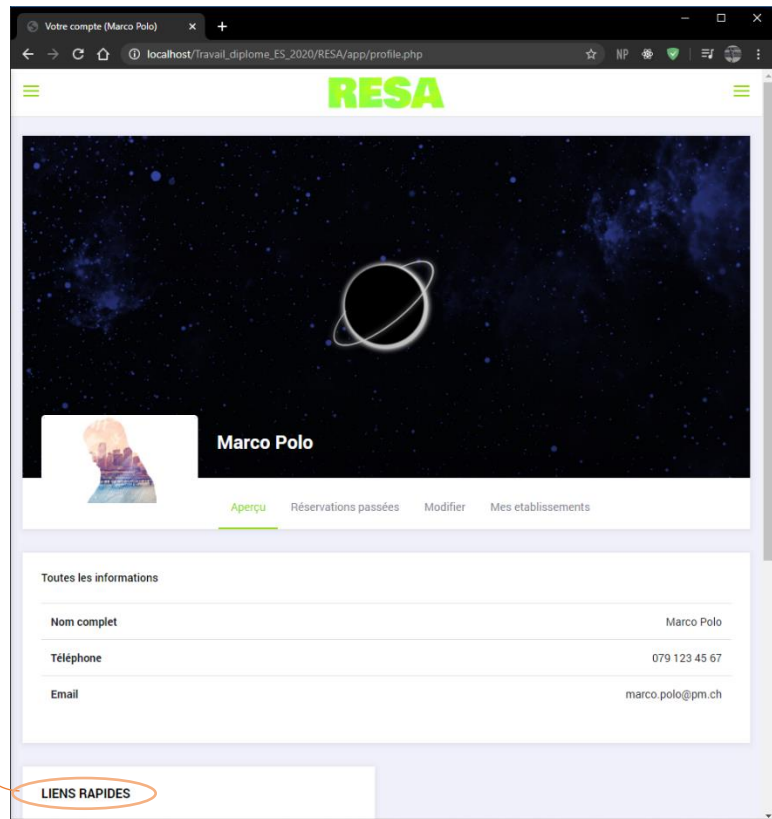 Votre compte (Marco Polo)
localhost/Travail_diplome_ES_2020/RESA/app/profile.php
NP
RESA
Marco Polo
Aperçu Réservations passées Modifier Mes etablissements
Toutes les informations
Nom complet Marco Polo
Téléphone 079 123 45 67
Email marco.polo@pm.ch
LIENS RAPIDES